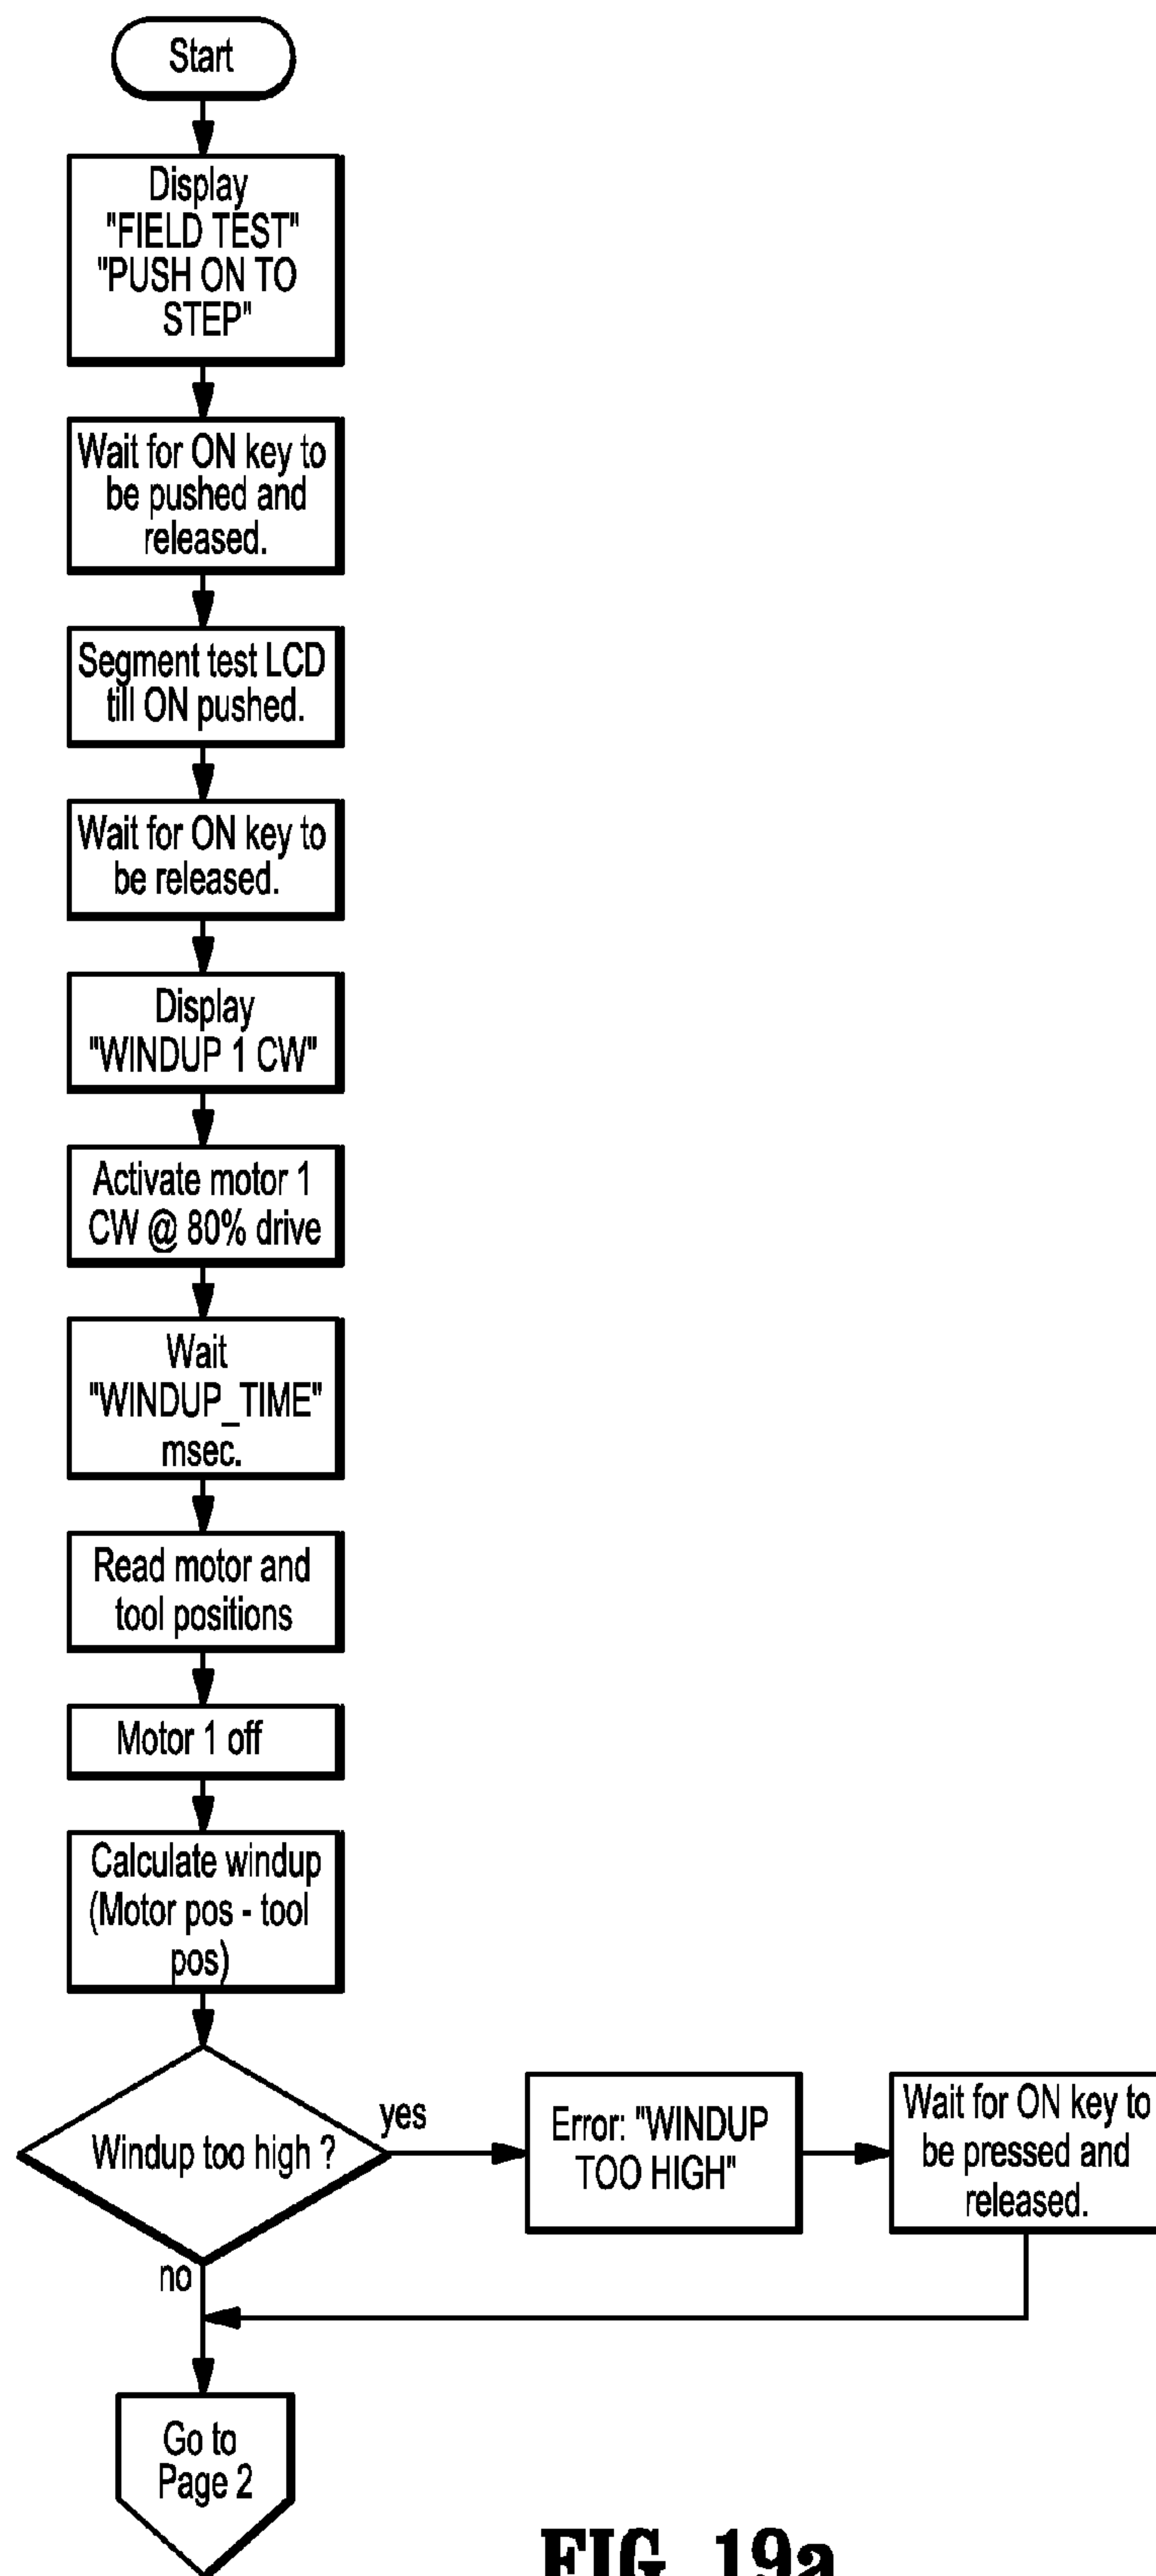 Start
Display
"FIELD TEST"
"PUSH ON TO
STEP"
Wait for ON key to
be pushed and
released.
Segment test LCD
till ON pushed.
Wait for ON key to
be released.
Display
"WINDUP 1 CW"
Activate motor 1
CW @ 80% drive
Wait
"WINDUP_TIME"
msec.
Read motor and
tool positions
Motor 1 off
Calculate windup
(Motor pos - tool
pos)
Windup too high ?
yes
Error: "WINDUP
TOO HIGH"
Wait for ON key to
be pressed and
released.
no
Go to
Page 2
FIG. 19a